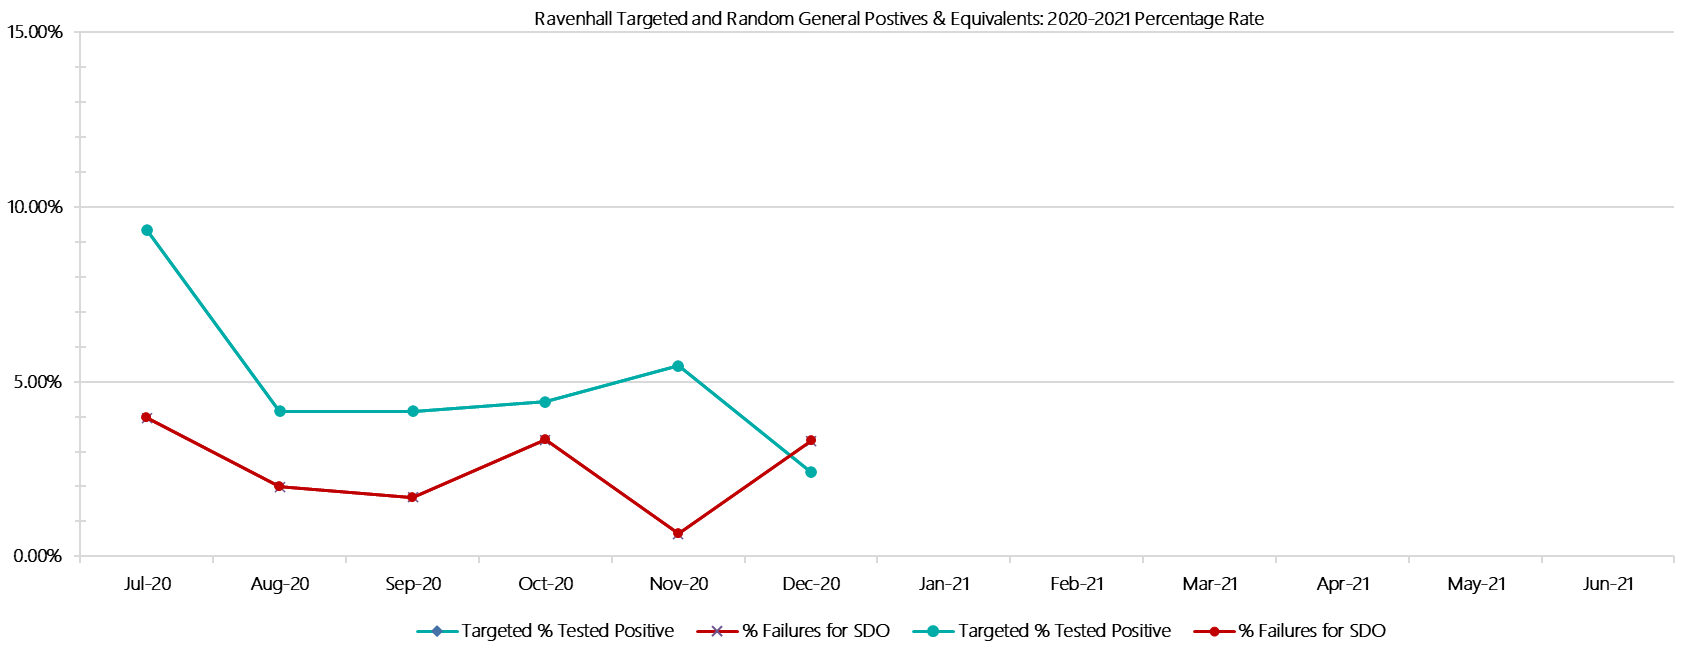 Ravenhall Targeted and Random General Postives & Equivalents: 2020-2021 Percentage Rate
15.00%
10.00%
5.00%
0.00%
Jul-20 Aug-20 Sep-20 Oct-20 Nov-20 Dec-20 Jan-21 Feb-21 Mar-21 Apr-21 May-21 Jun-21
Targeted % Tested Positive % Failures for SDO Targeted % Tested Positive % Failures for SDO